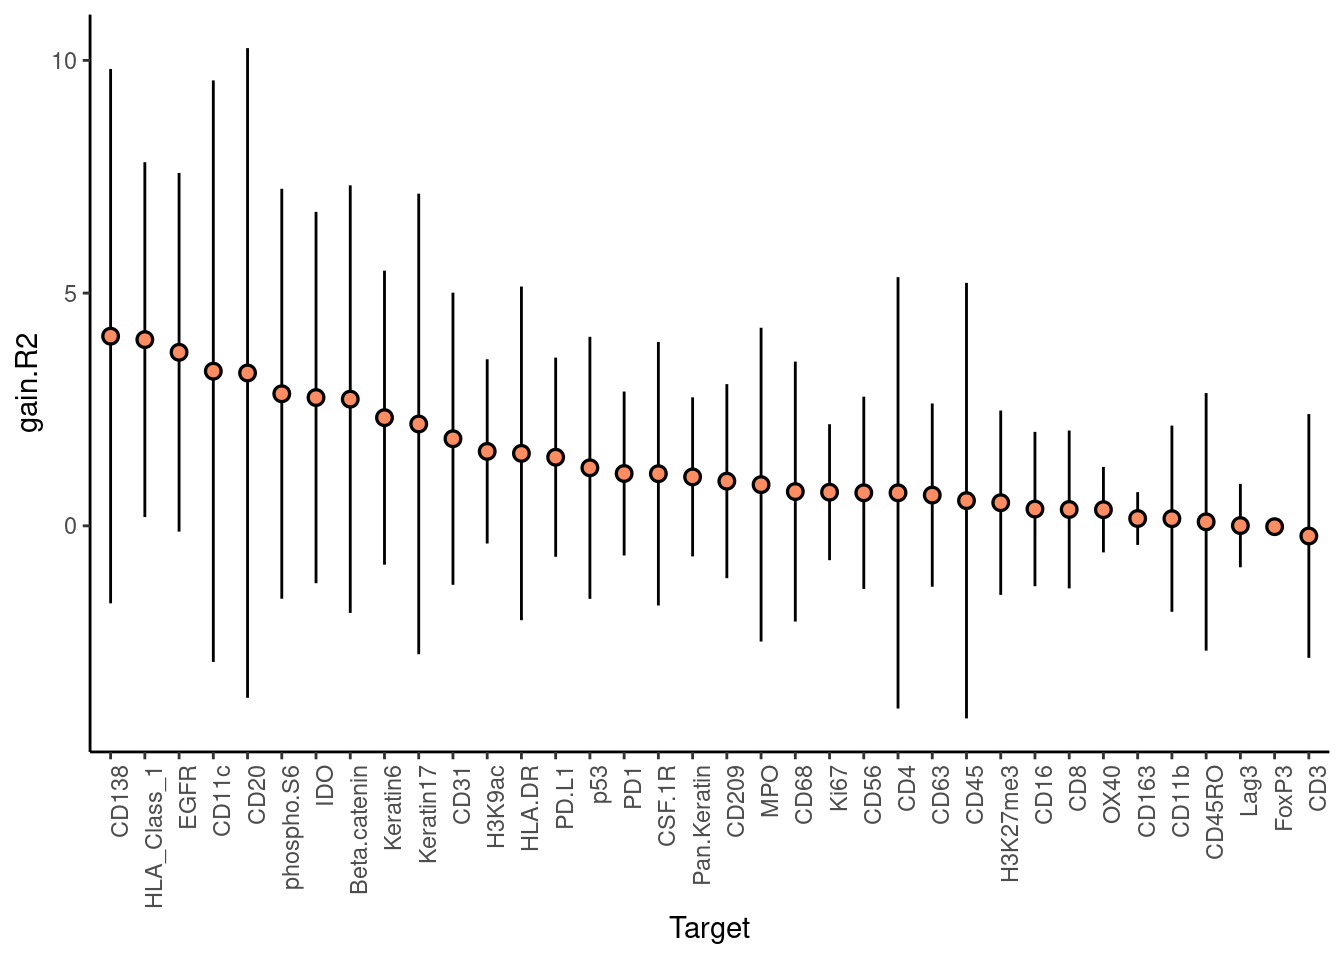 10
5
0
gain.R2
CD138
HLA_Class_1
EGFR
CD11c
CD20
phospho.S6
IDO
Beta.catenin
Keratin6
Keratin17
CD31
H3K9ac
HLA.DR
PD.L1
p53
PD1
CSF.1R
Pan.Keratin
CD209
MPO
CD68
Ki67
CD56
CD4
CD63
CD45
H3K27me3
CD16
CD8
OX40
CD163
CD11b
CD45RO
Lag3
FoxP3
CD3
Target